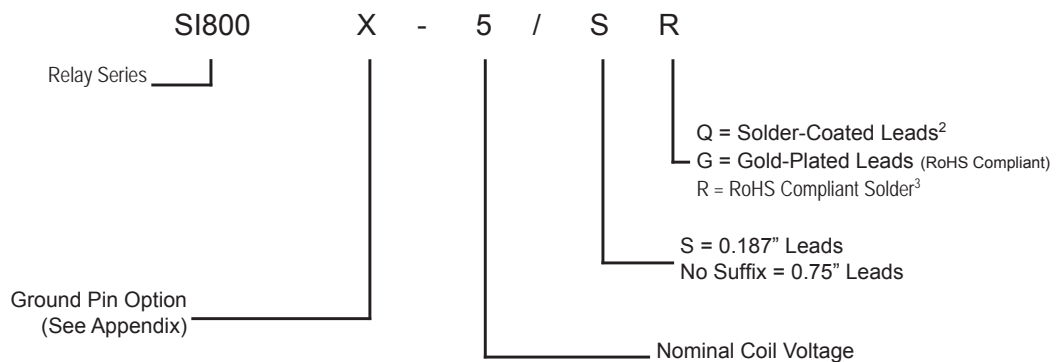 SI800 X - 5 / S R
Relay Series
Q = Solder-Coated Leads²
G = Gold-Plated Leads (RoHS Compliant)
R = RoHS Compliant Solder³
S = 0.187” Leads
No Suffix = 0.75” Leads
Ground Pin Option
(See Appendix)
Nominal Coil Voltage